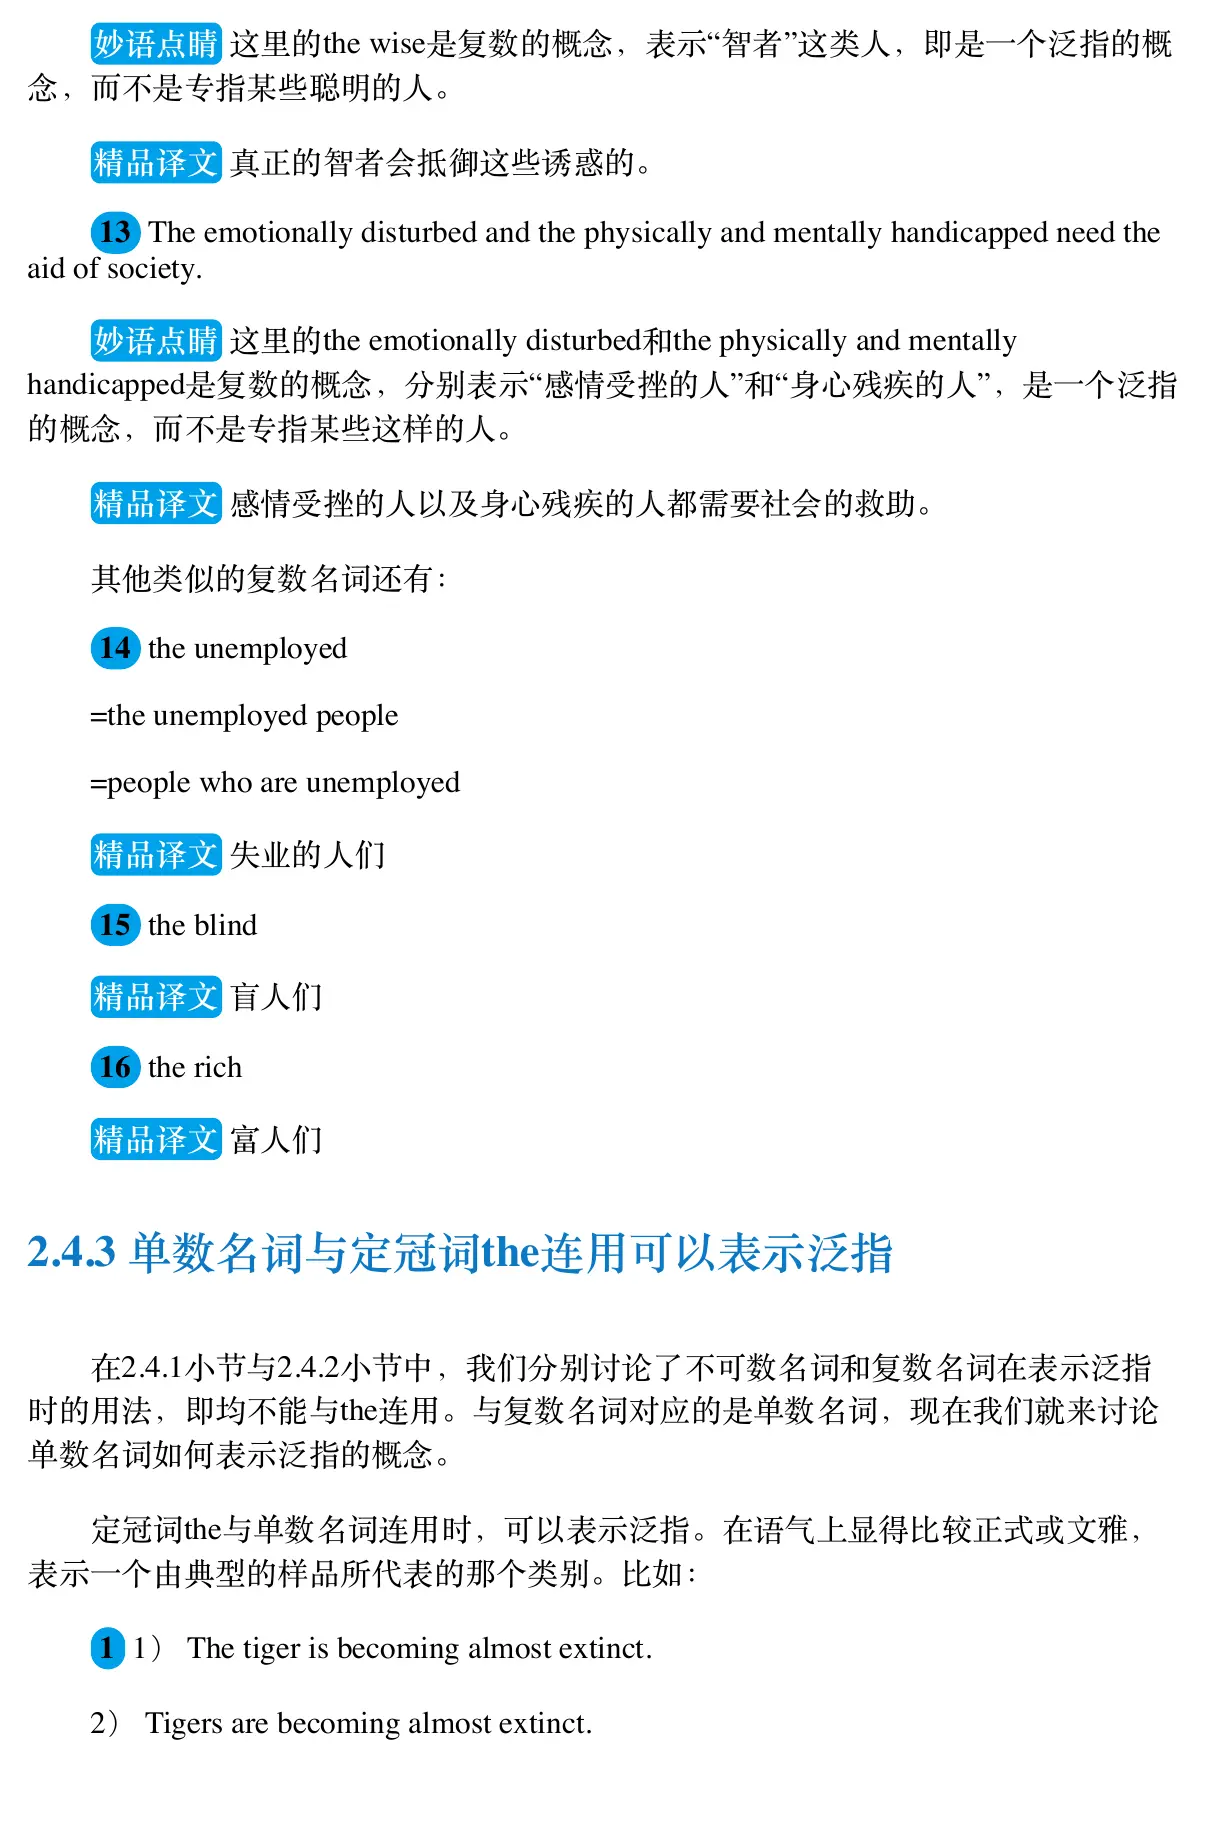 妙语点睛 这里的the wise是复数的概念，表示“智者”这类人，即是一个泛指的概
念，而不是专指某些聪明的人。
精品译文 真正的智者会抵御这些诱惑的。
13 The emotionally disturbed and the physically and mentally handicapped need the
aid of society.
妙语点睛 这里的the emotionally disturbed和the physically and mentally
handicapped是复数的概念，分别表示“感情受挫的人”和“身心残疾的人”，是一个泛指
的概念，而不是专指某些这样的人。
精品译文 感情受挫的人以及身心残疾的人都需要社会的救助。
其他类似的复数名词还有：
14 the unemployed
=the unemployed people
=people who are unemployed
精品译文 失业的人们
15 the blind
精品译文 盲人们
16 the rich
精品译文 富人们
2.4.3 单数名词与定冠词the连用可以表示泛指
在2.4.1小节与2.4.2小节中，我们分别讨论了不可数名词和复数名词在表示泛指
时的用法，即均不能与the连用。与复数名词对应的是单数名词，现在我们就来讨论
单数名词如何表示泛指的概念。
定冠词the与单数名词连用时，可以表示泛指。在语气上显得比较正式或文雅，
表示一个由典型的样品所代表的那个类别。比如：
1 1） The tiger is becoming almost extinct.
2） Tigers are becoming almost extinct.